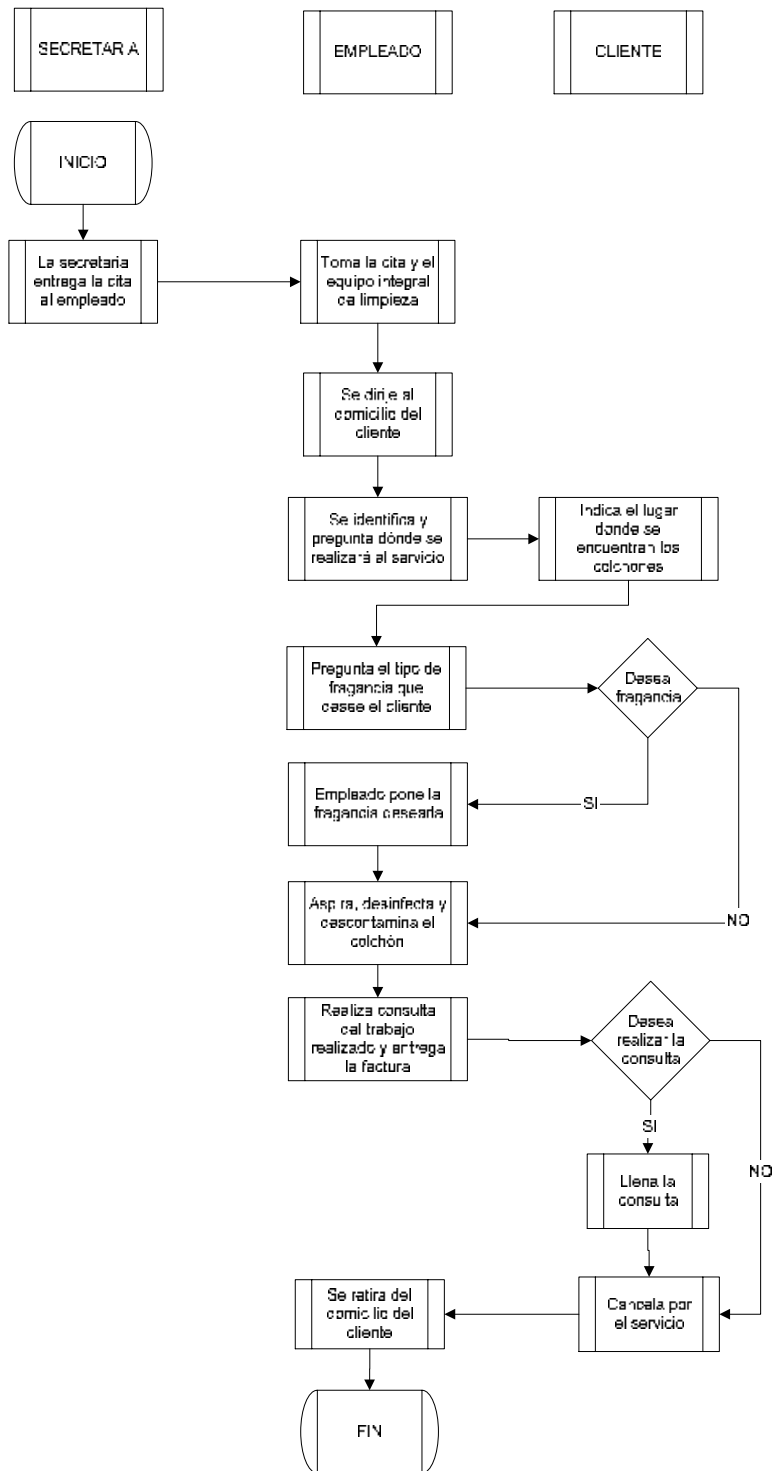 SECRETARIA
EMPLEADO
CLIENTE
INICIO
La secretaria
entrega la cita
al empleado
Toma la cita y el
equipo integral
de limpieza
Se dirije al
domicilio del
cliente
Se identifica y
pregunta dónde se
realizará el servicio
Indica el lugar
donde se
encuentran los
colchones
Pregunta el tipo de
fragancia que
desee el cliente
Desea
fragancia
SI
Empleado pone la
fragancia deseada
NO
Aspira, desinfecta y
descontamina el
colchón
Realiza consulta
del trabajo
realizado y entrega
la factura
Desea
realizar la
consulta
SI
NO
Llena la
consulta
Cancela por
el servicio
Se retira del
domicilio del
cliente
FIN